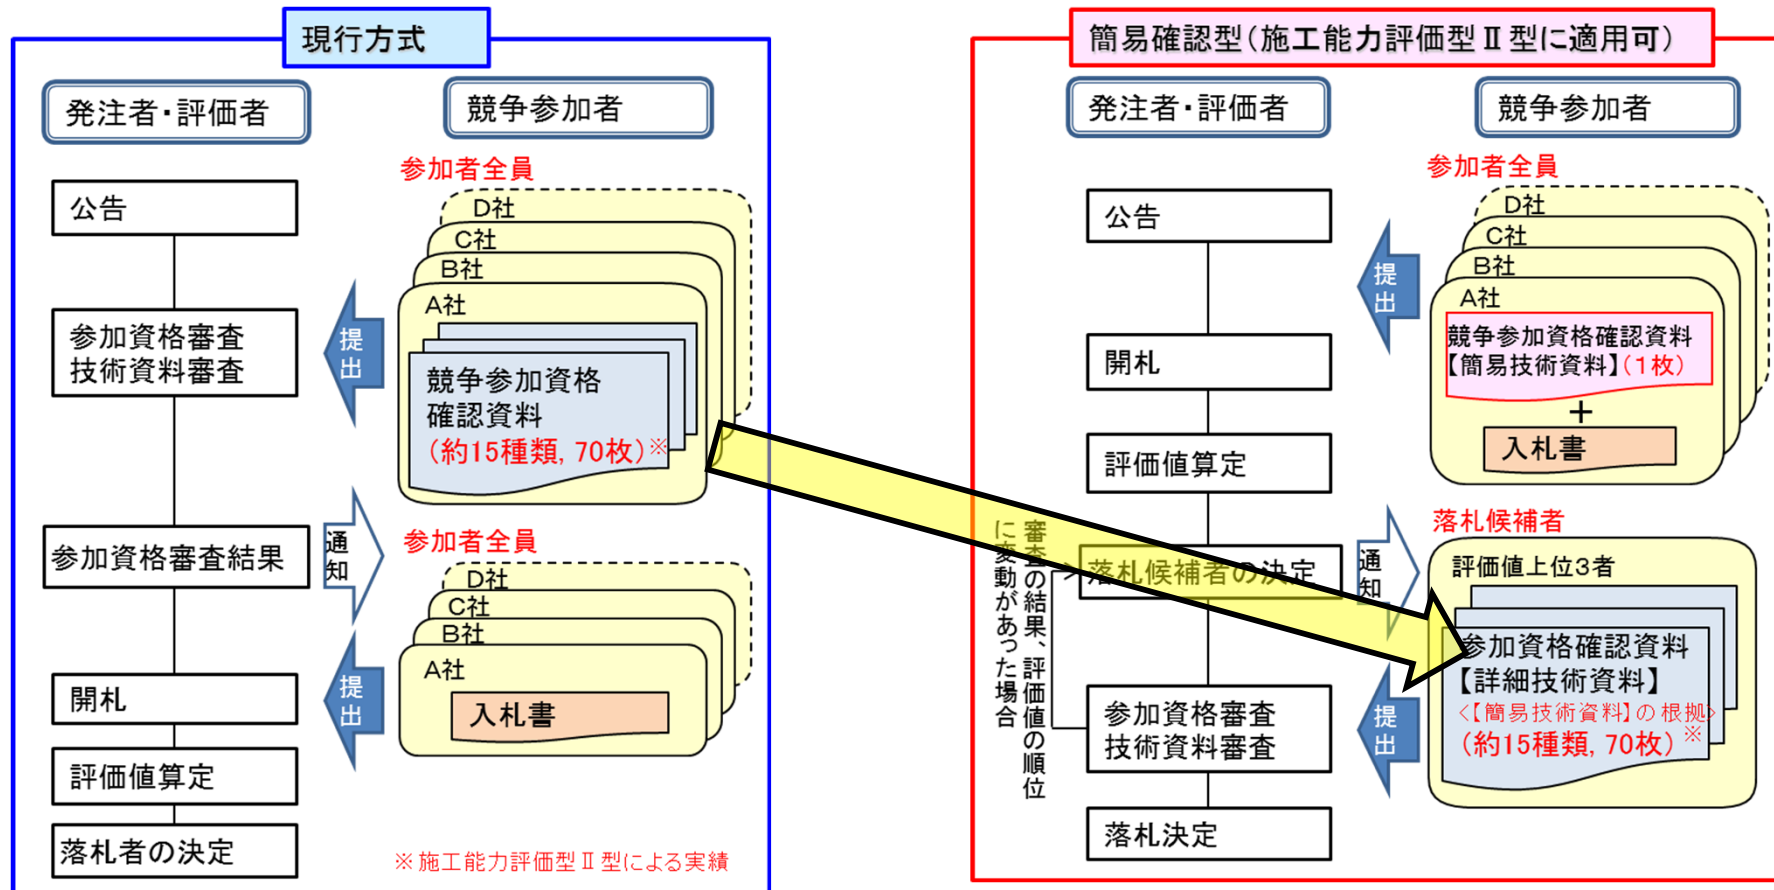 現行方式
発注者・評価者
競争参加者
公告
参加資格審査
技術資料審査
参加資格審査結果
開札
評価値算定
落札者の決定
提出
通知
提出
参加者全員
D社
C社
B社
A社
競争参加資格
確認資料
(約15種類, 70枚)※
参加者全員
D社
C社
B社
A社
入札書
※施工能力評価型Ⅱ型による実績
簡易確認型(施工能力評価型Ⅱ型に適用可)
発注者・評価者
競争参加者
公告
開札
評価値算定
落札候補者の決定
参加資格審査
技術資料審査
落札決定
審査の結果、評価値の順位
に変動があった場合
提出
通知
提出
参加者全員
D社
C社
B社
A社
競争参加資格確認資料
【簡易技術資料】(1枚)
+
入札書
落札候補者
評価値上位3者
参加資格確認資料
【詳細技術資料】
<【簡易技術資料】の根拠>
(約15種類, 70枚)※